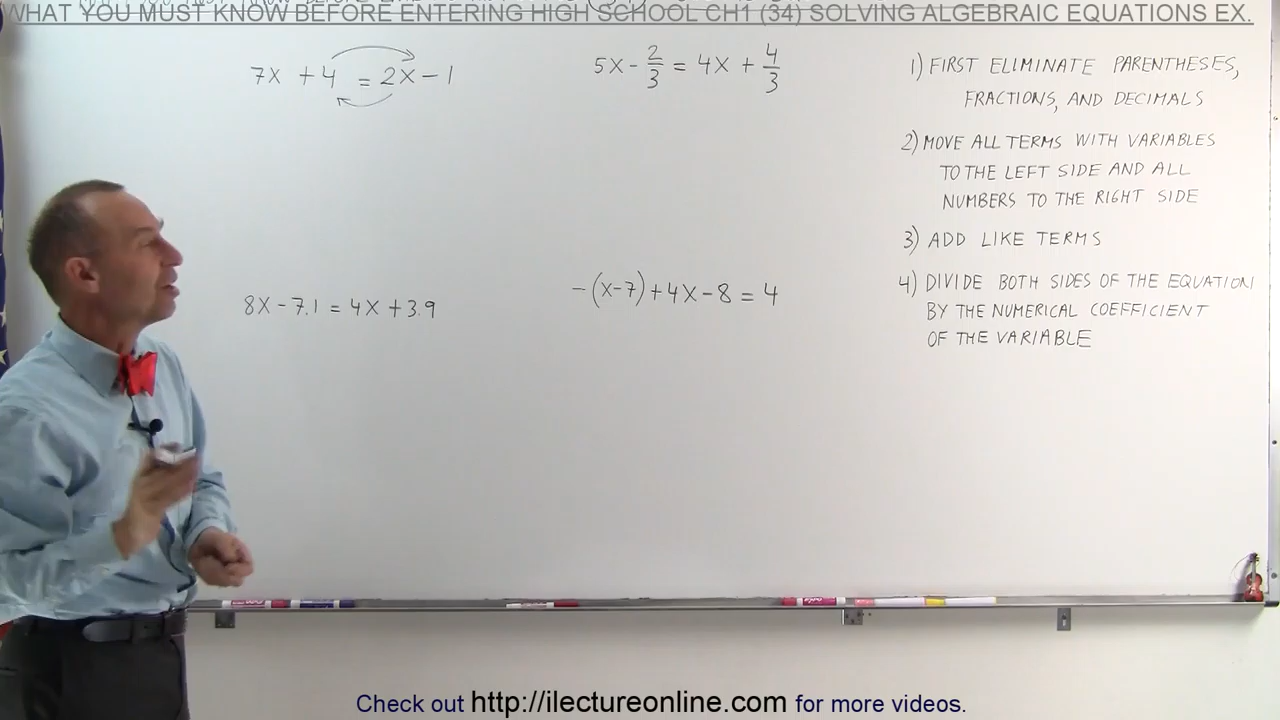 WHAT YOU MUST KNOW BEFORE ENTERING HIGH SCHOOL CH1 (34) SOLVING ALGEBRAIC EQUATIONS EX.
7X + 4 = 2X - 1
5X - 2/3 = 4X + 4/3
8X - 7.1 = 4X + 3.9
-(X-7) + 4X - 8 = 4
1) FIRST ELIMINATE PARENTHESES,
FRACTIONS, AND DECIMALS
2) MOVE ALL TERMS WITH VARIABLES
TO THE LEFT SIDE AND ALL
NUMBERS TO THE RIGHT SIDE
3) ADD LIKE TERMS
4) DIVIDE BOTH SIDES OF THE EQUATION
BY THE NUMERICAL COEFFICIENT
OF THE VARIABLE
Check out http://ilectureonline.com for more videos.